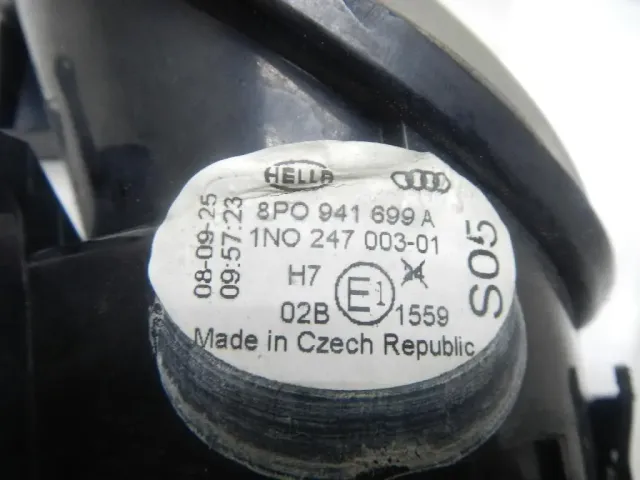 HELLA
8P0 941 699 A
1N0 247 003-01
H7
02B E1 1559
Made in Czech Republic
08-09-25
09:57:23
S05